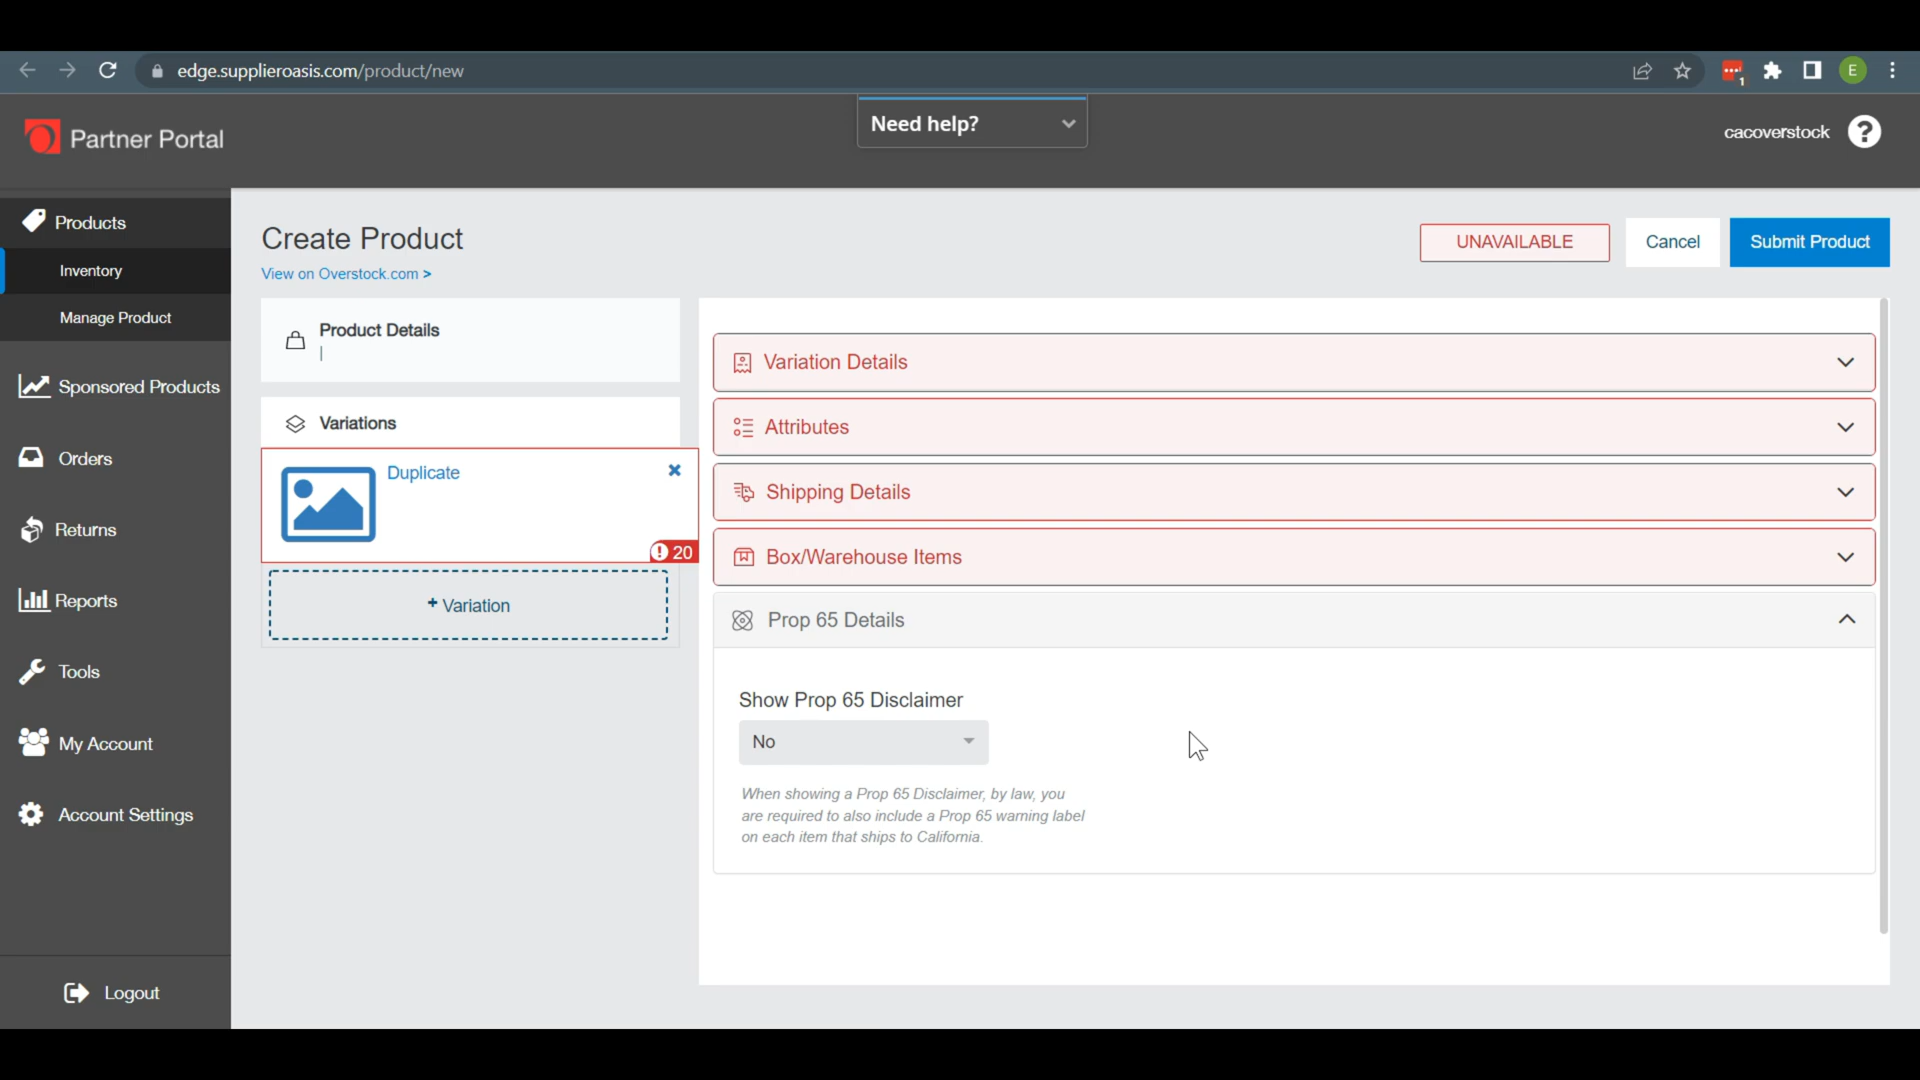 edge.supplieroasis.com/product/new
1
E
Partner Portal
Need help?
cacoverstock
?
Products
Inventory
Manage Product
Sponsored Products
Orders
Returns
Reports
Tools
My Account
Account Settings
Logout
Create Product
View on Overstock.com >
UNAVAILABLE
Cancel
Submit Product
Product Details
|
Variations
Duplicate
! 20
+ Variation
Variation Details
Attributes
Shipping Details
Box/Warehouse Items
Prop 65 Details
Show Prop 65 Disclaimer
No
When showing a Prop 65 Disclaimer, by law, you
are required to also include a Prop 65 warning label
on each item that ships to California.